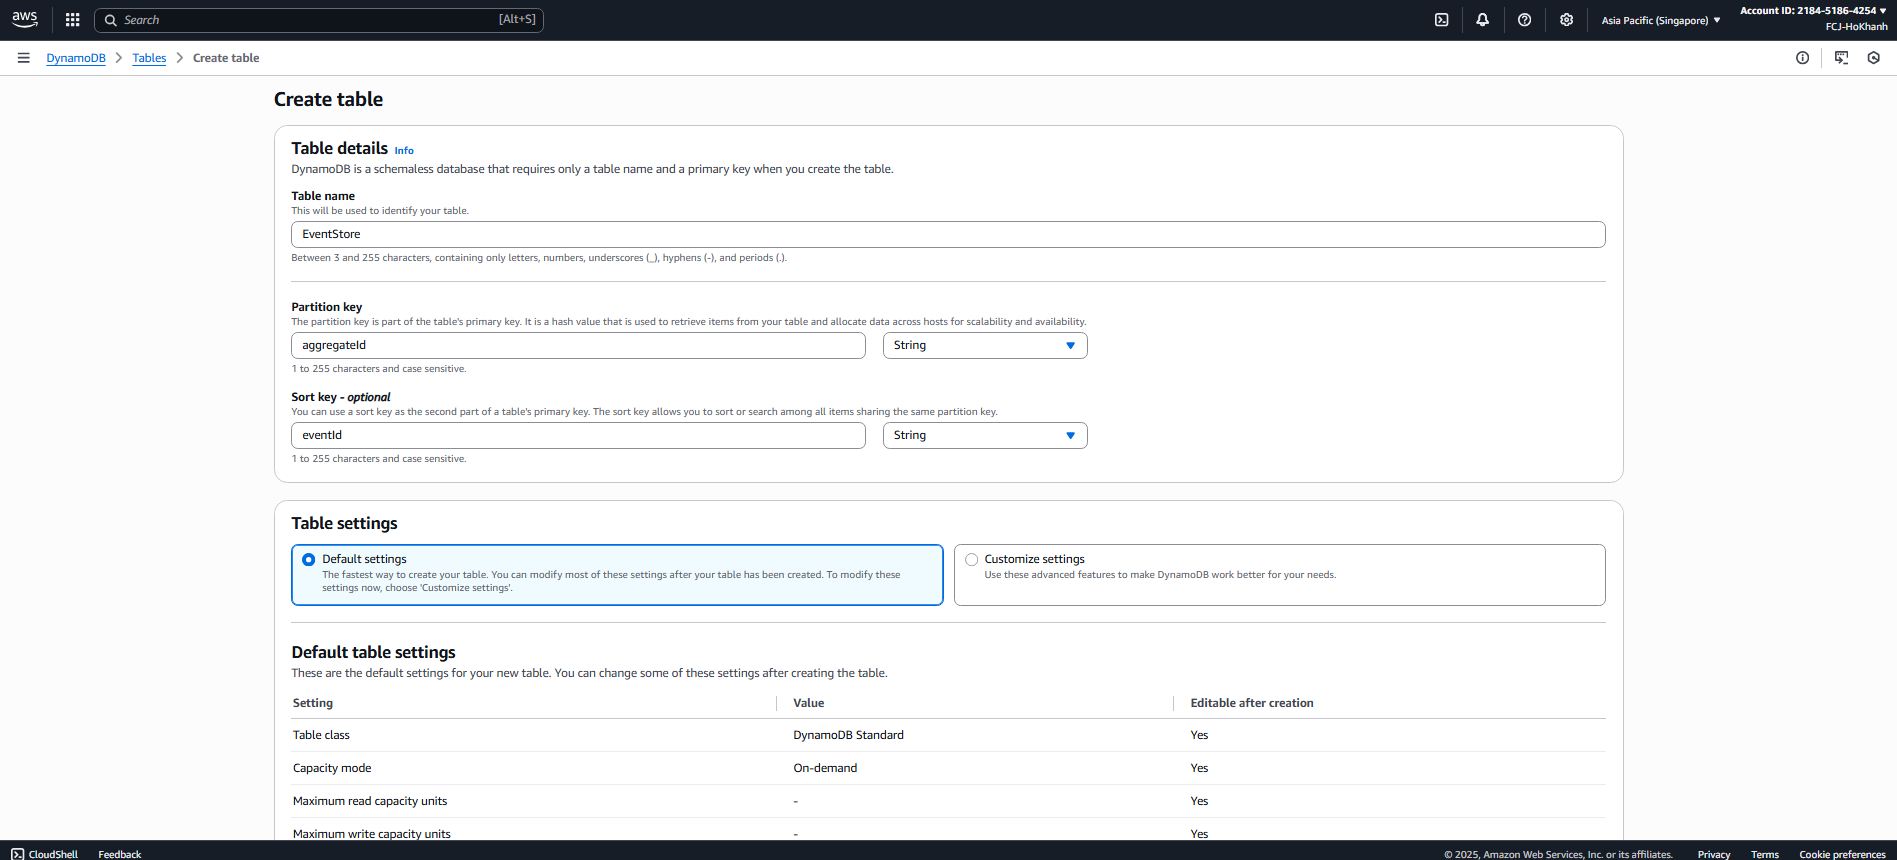 aws
Search
[Alt+S]
Asia Pacific (Singapore)
Account ID: 2184-5186-4254
FCJ-HoKhanh
DynamoDB
Tables
Create table
Create table
Table details Info
DynamoDB is a schemaless database that requires only a table name and a primary key when you create the table.
Table name
This will be used to identify your table.
EventStore
Between 3 and 255 characters, containing only letters, numbers, underscores (_), hyphens (-), and periods (.).
Partition key
The partition key is part of the table's primary key. It is a hash value that is used to retrieve items from your table and allocate data across hosts for scalability and availability.
aggregateId
String
1 to 255 characters and case sensitive.
Sort key - optional
You can use a sort key as the second part of a table's primary key. The sort key allows you to sort or search among all items sharing the same partition key.
eventId
String
1 to 255 characters and case sensitive.
Table settings
Default settings
The fastest way to create your table. You can modify most of these settings after your table has been created. To modify these
settings now, choose 'Customize settings'.
Customize settings
Use these advanced features to make DynamoDB work better for your needs.
Default table settings
These are the default settings for your new table. You can change some of these settings after creating the table.
Setting Value Editable after creation
Table class DynamoDB Standard Yes
Capacity mode On-demand Yes
Maximum read capacity units - Yes
Maximum write capacity units - Yes
CloudShell
Feedback
© 2025, Amazon Web Services, Inc. or its affiliates.
Privacy
Terms
Cookie preferences